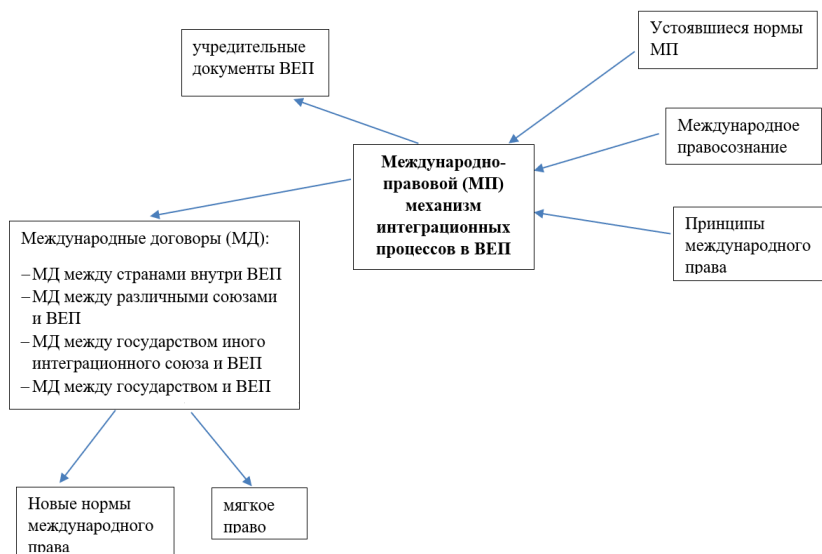 учредительные
документы ВЕП
Устоявшиеся нормы
МП
Международное
правосознание
Международно-
правовой (МП)
механизм
интеграционных
процессов в ВЕП
Принципы
международного
права
Международные договоры (МД):
– МД между странами внутри ВЕП
– МД между различными союзами
и ВЕП
– МД между государством иного
интеграционного союза и ВЕП
– МД между государством и ВЕП
Новые нормы
международного
права
мягкое
право